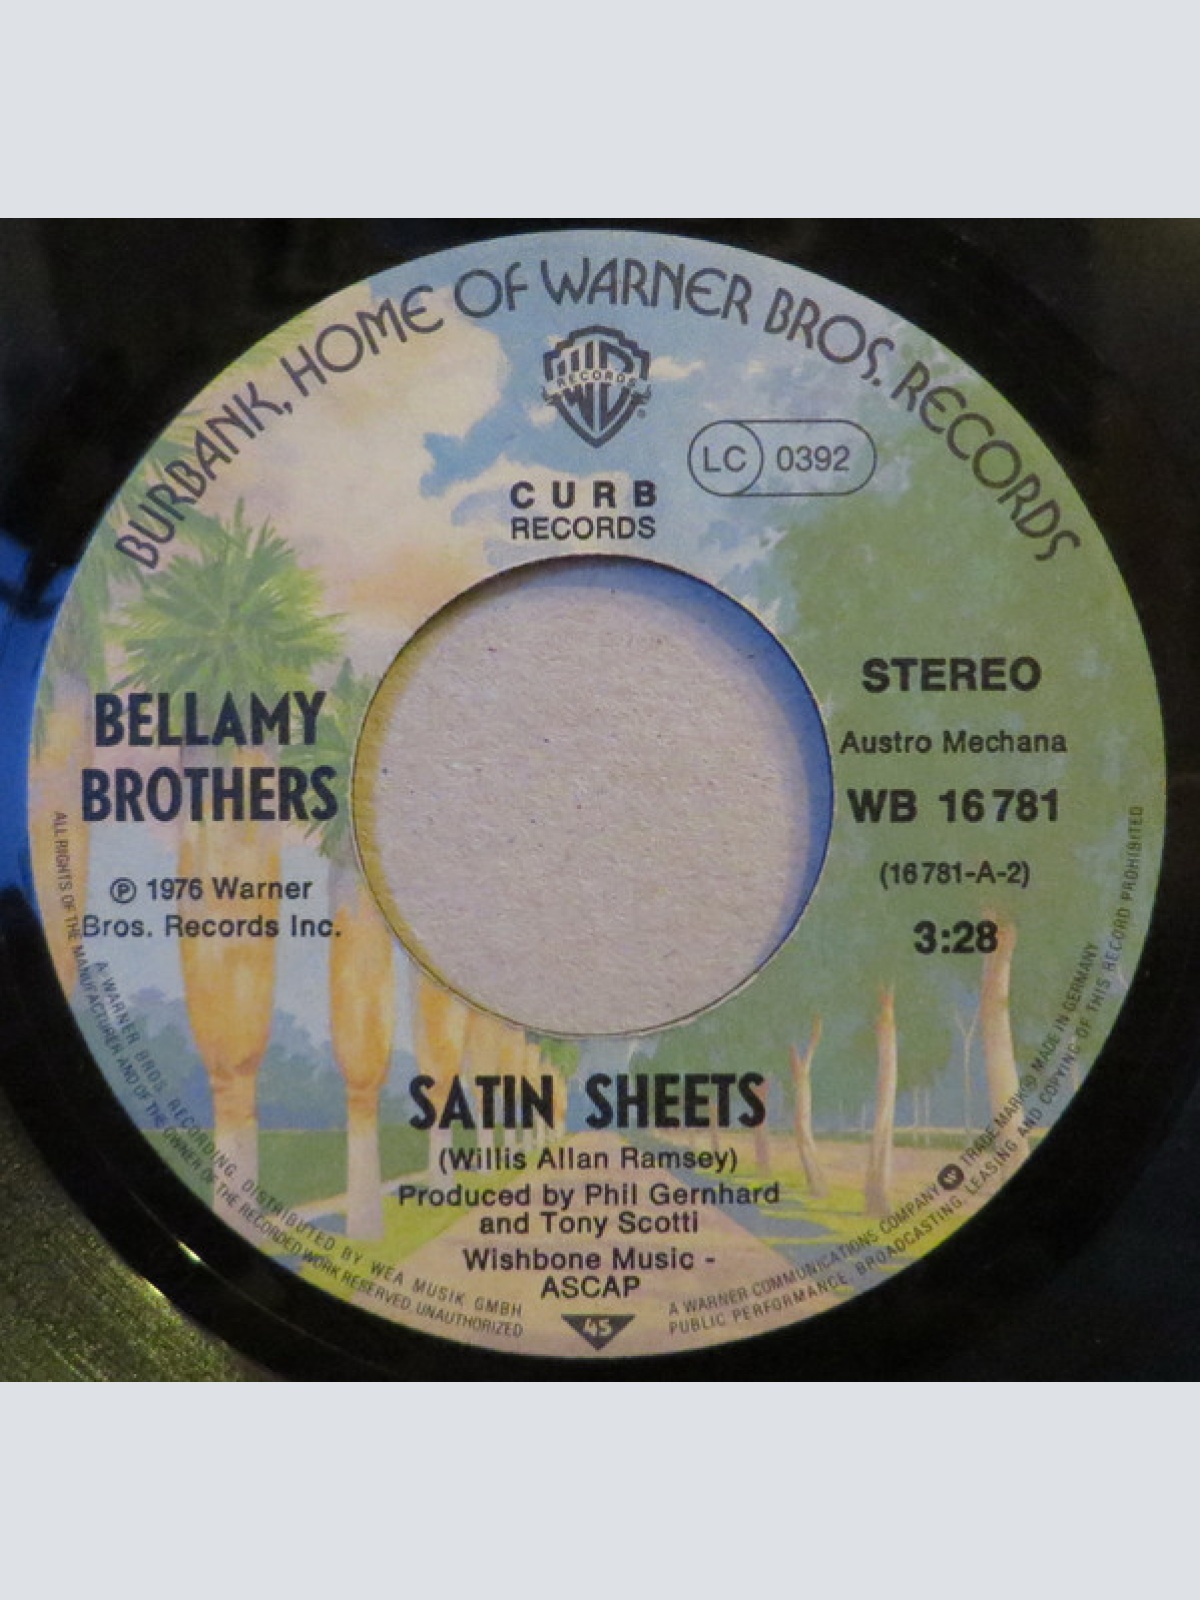 BURBANK, HOME OF WARNER BROS. RECORDS
RECORDS
LC 0392
CURB
RECORDS
STEREO
Austro Mechana
WB 16 781
(16 781-A-2)
3:28
BELLAMY
BROTHERS
℗ 1976 Warner
Bros. Records Inc.
SATIN SHEETS
(Willis Allan Ramsey)
Produced by Phil Gernhard
and Tony Scotti
Wishbone Music -
ASCAP
45
A WARNER BROS. RECORDING. DISTRIBUTED BY WEA MUSIK GMBH
A WARNER COMMUNICATIONS COMPANY TRADE MARK ® MADE IN GERMANY
ALL RIGHTS OF THE MANUFACTURER AND OF THE OWNER OF THE RECORDED WORK RESERVED UNAUTHORIZED
PUBLIC PERFORMANCE, BROADCASTING, LEASING AND COPYING OF THIS RECORD PROHIBITED